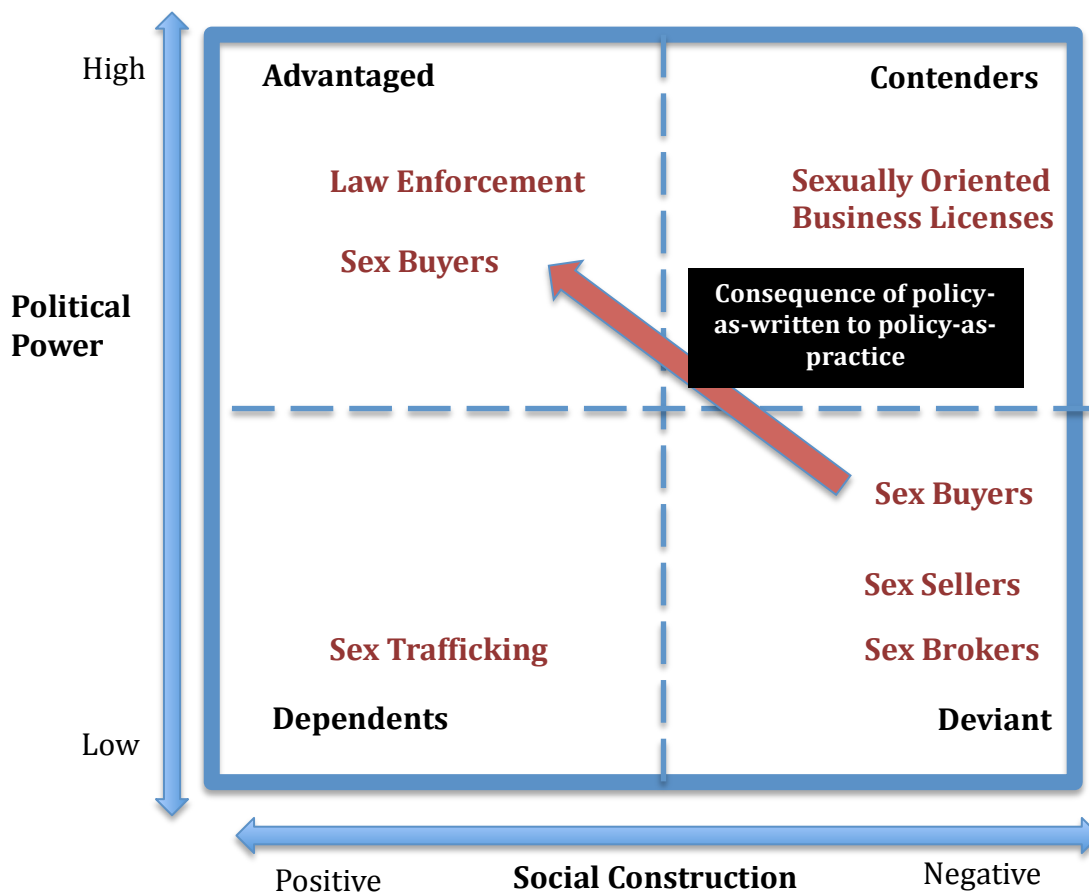 High
Advantaged
Contenders
Law Enforcement
Sexually Oriented
Business Licenses
Sex Buyers
Consequence of policy-
as-written to policy-as-
practice
Political
Power
Sex Buyers
Sex Sellers
Sex Trafficking
Sex Brokers
Dependents
Deviant
Low
Positive
Social Construction
Negative